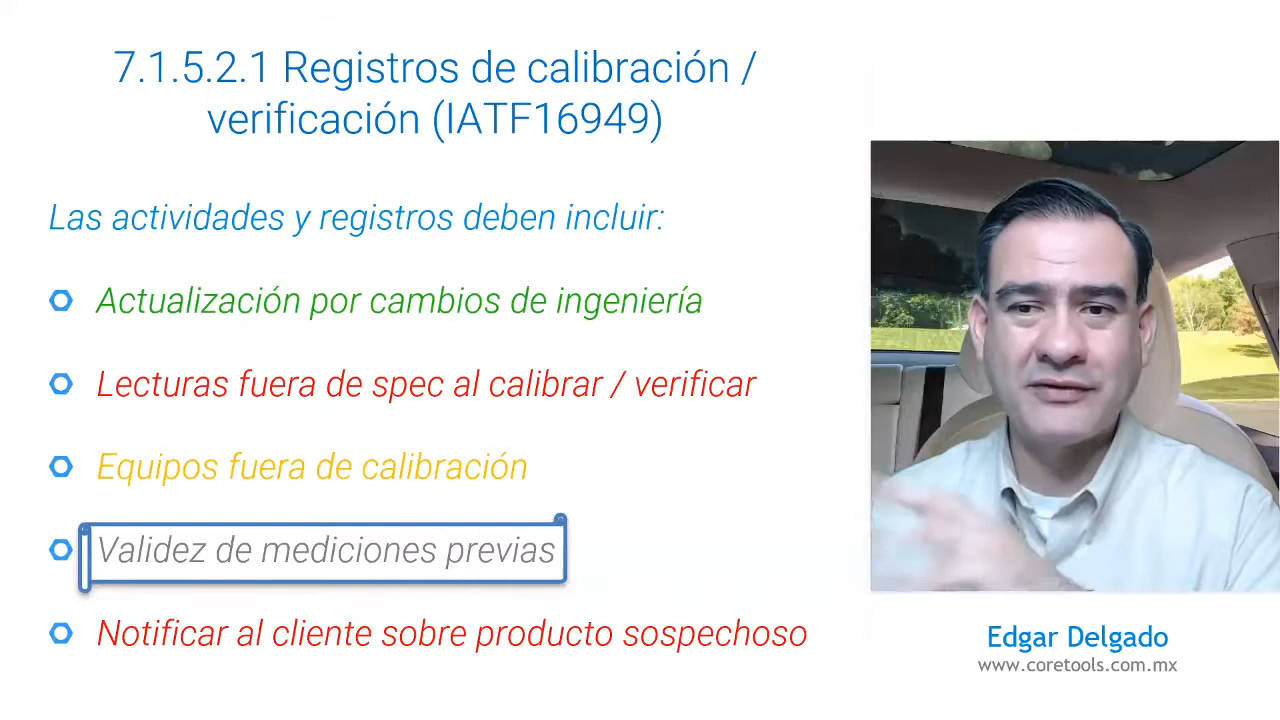 7.1.5.2.1 Registros de calibración /
verificación (IATF16949)
Las actividades y registros deben incluir:
Actualización por cambios de ingeniería
Lecturas fuera de spec al calibrar / verificar
Equipos fuera de calibración
Validez de mediciones previas
Notificar al cliente sobre producto sospechoso
Edgar Delgado
www.coretools.com.mx